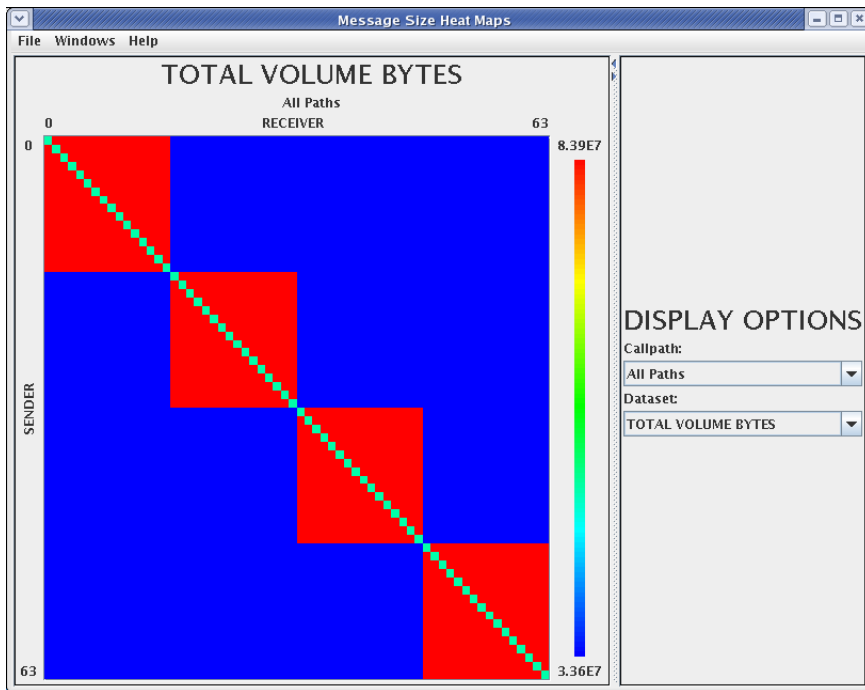 Message Size Heat Maps
File Windows Help
TOTAL VOLUME BYTES
All Paths
0 RECEIVER 63
0
SENDER
63
8.39E7
3.36E7
DISPLAY OPTIONS
Callpath:
All Paths
Dataset:
TOTAL VOLUME BYTES